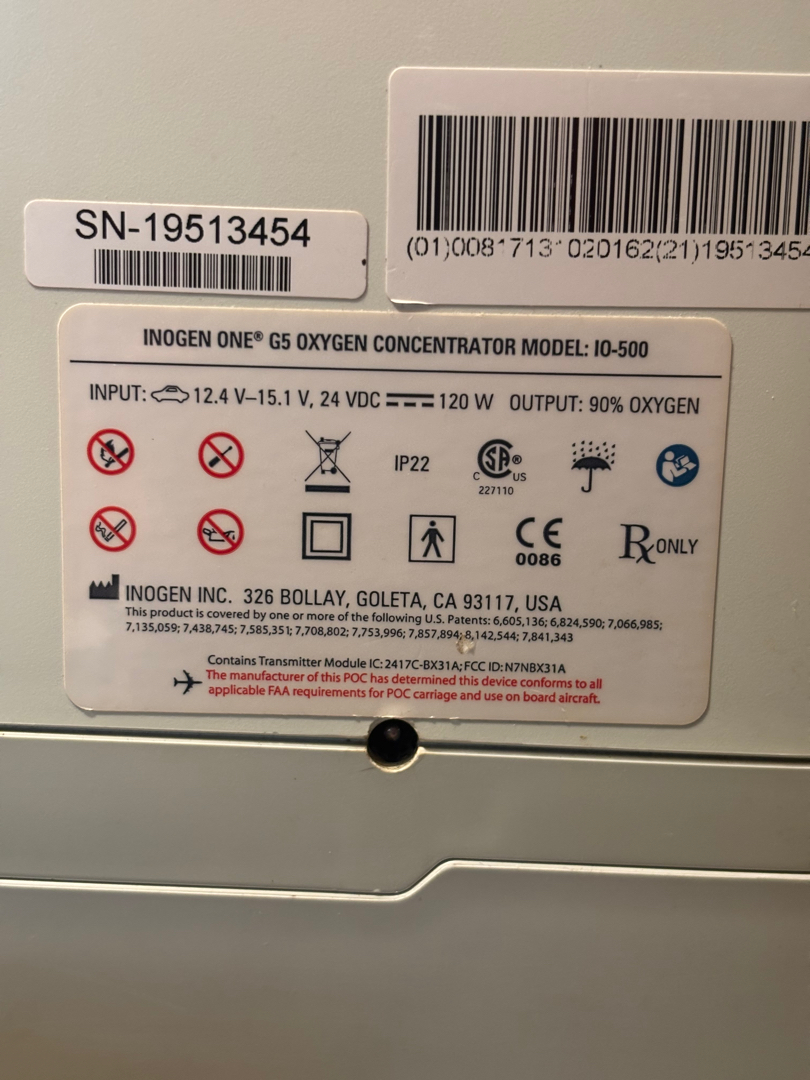 SN-19513454
(01)00817131020162(21)19513454
INOGEN ONE® G5 OXYGEN CONCENTRATOR MODEL: IO-500
INPUT: 12.4 V–15.1 V, 24 VDC 120 W OUTPUT: 90% OXYGEN
IP22
SA®
C US
227110
CE
0086
Rx ONLY
INOGEN INC. 326 BOLLAY, GOLETA, CA 93117, USA
This product is covered by one or more of the following U.S. Patents: 6,605,136; 6,824,590; 7,066,985;
7,135,059; 7,438,745; 7,585,351; 7,708,802; 7,753,996; 7,857,894; 8,142,544; 7,841,343
Contains Transmitter Module IC: 2417C-BX31A; FCC ID: N7NBX31A
The manufacturer of this POC has determined this device conforms to all
applicable FAA requirements for POC carriage and use on board aircraft.